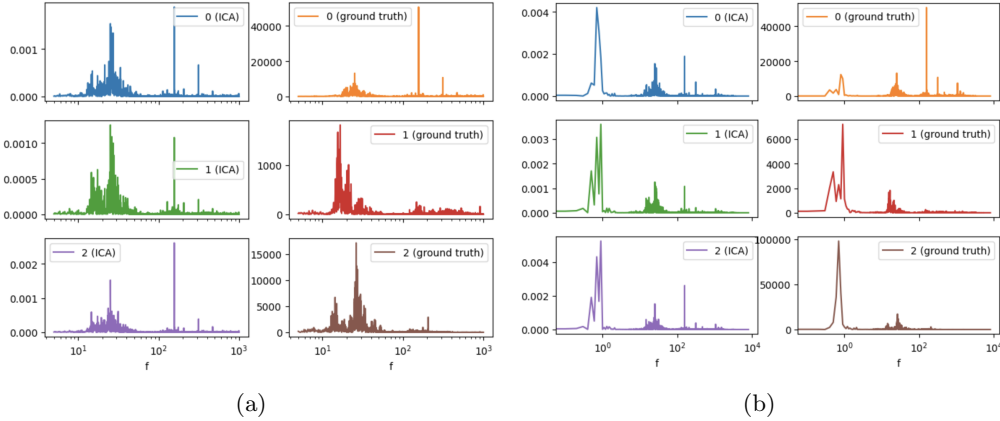 0 (ICA)
0.001
0.000
0 (ground truth)
40000
20000
0
1 (ICA)
0.0010
0.0005
0.0000
1 (ground truth)
1000
0
2 (ICA)
0.002
0.001
0.000
10¹ 10² 10³
f
2 (ground truth)
15000
10000
5000
0
10¹ 10² 10³
f
(a)
0 (ICA)
0.004
0.002
0.000
0 (ground truth)
40000
20000
0
1 (ICA)
0.003
0.002
0.001
0.000
1 (ground truth)
6000
4000
2000
0
2 (ICA)
0.004
0.002
0.000
10⁰ 10² 10⁴
f
2 (ground truth)
100000
50000
0
10⁰ 10² 10⁴
f
(b)